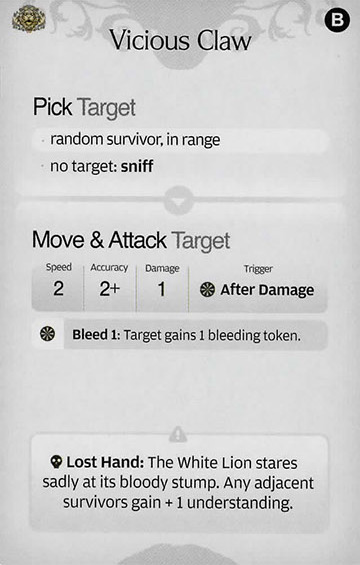 B
Vicious Claw
Pick Target
· random survivor, in range
· no target: sniff
Move & Attack Target
Speed Accuracy Damage Trigger
2 2+ 1 After Damage
Bleed 1: Target gains 1 bleeding token.
Lost Hand: The White Lion stares
sadly at its bloody stump. Any adjacent
survivors gain +1 understanding.